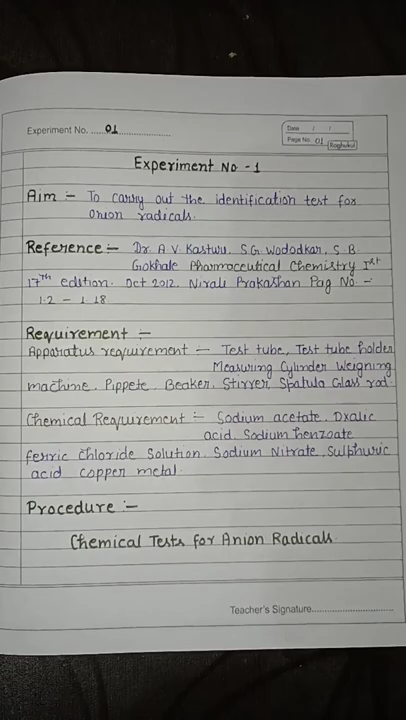 Experiment No. ..... 01 ....................
Date / /
Page No. 01
Raghukul
Experiment No - 1
Aim :- To carry out the identification test for
anion radicals.
Reference :- Dr. A. V. Kasture, S.G. Wododkar, S. B.
Gokhale Pharmaceutical Chemistry Ist
17th edition. Oct 2012. Nirali Prakashan Pag No. -
1.2 - 1.18
Requirement :-
Apparatus requirement :- Test tube, Test tube holder
Measuring Cylinder Weigning
machine, Pippete, Beaker, Stirrer, Spatula Glass rod.
Chemical Requirement :- Sodium acetate, Oxalic
acid, Sodium benzoate
ferric chloride Solution, Sodium Nitrate, Sulphuric
acid copper metal.
Procedure :-
Chemical Tests for Anion Radicals.
Teacher's Signature..............................